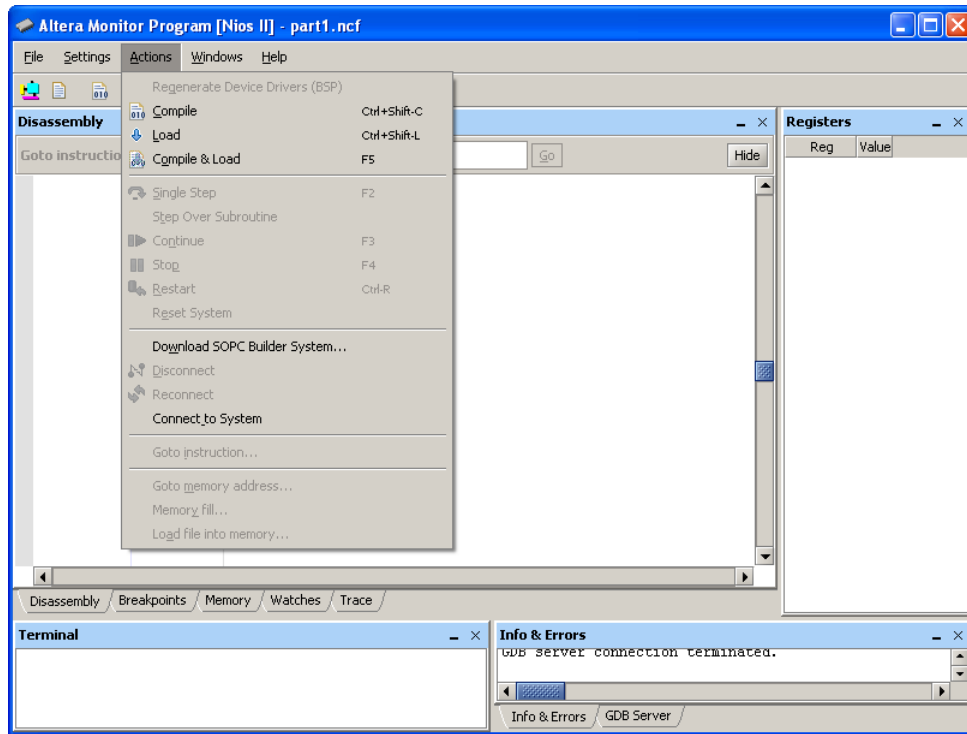 Altera Monitor Program [Nios II] - part1.ncf
File Settings Actions Windows Help
Regenerate Device Drivers (BSP)
Compile Ctrl+Shift-C
Load Ctrl+Shift-L
Compile & Load F5
Single Step F2
Step Over Subroutine
Continue F3
Stop F4
Restart Ctrl-R
Reset System
Download SOPC Builder System...
Disconnect
Reconnect
Connect to System
Goto instruction...
Goto memory address...
Memory fill...
Load file into memory...
Disassembly
Goto instructio Go Hide
Registers
Reg Value
Disassembly Breakpoints Memory Watches Trace
Terminal
Info & Errors
GDB server connection terminated.
Info & Errors GDB Server